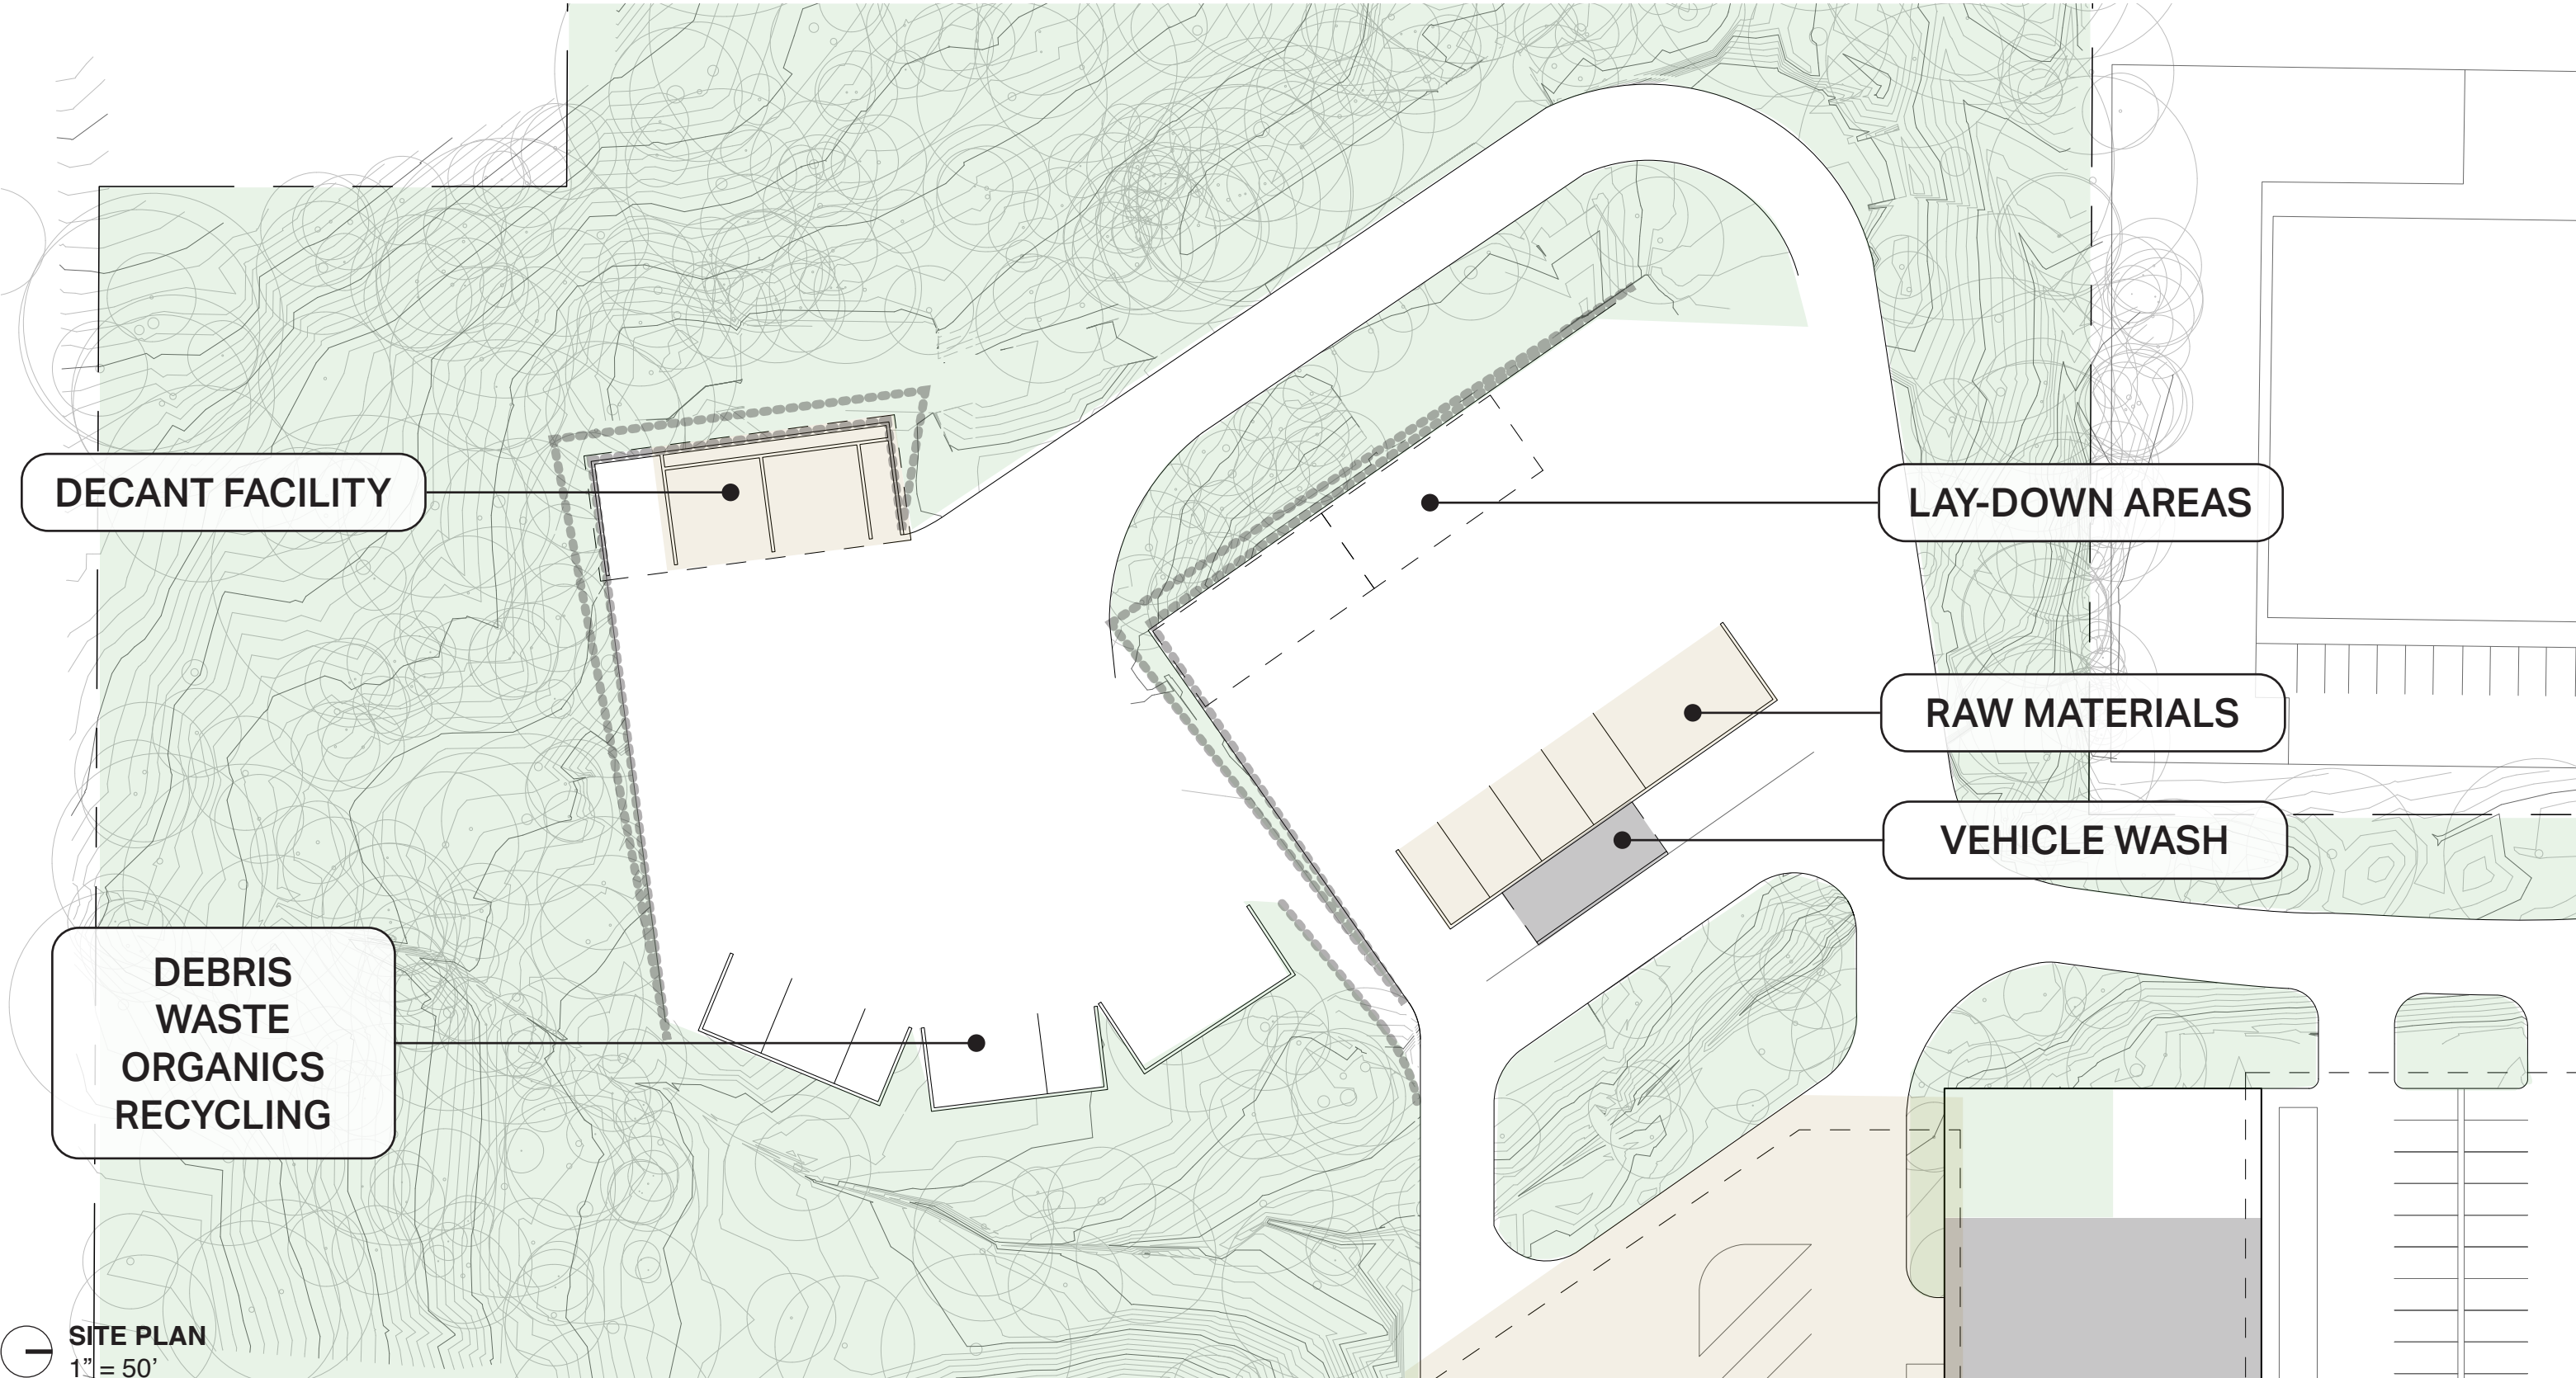 DECANT FACILITY
LAY-DOWN AREAS
RAW MATERIALS
VEHICLE WASH
DEBRIS
WASTE
ORGANICS
RECYCLING
SITE PLAN
1” = 50’